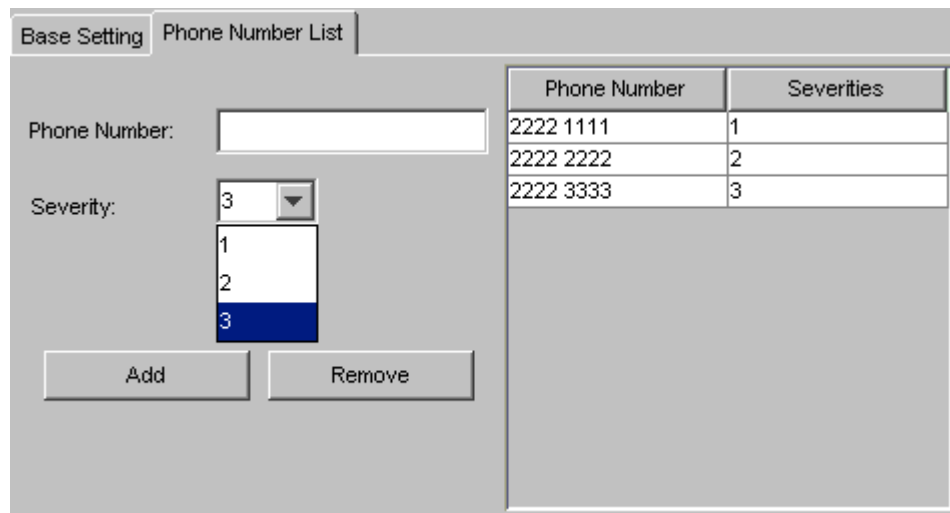 Base Setting
Phone Number List
Phone Number:
Severity:
3
1
2
3
Add
Remove
Phone Number Severities
2222 1111 1
2222 2222 2
2222 3333 3